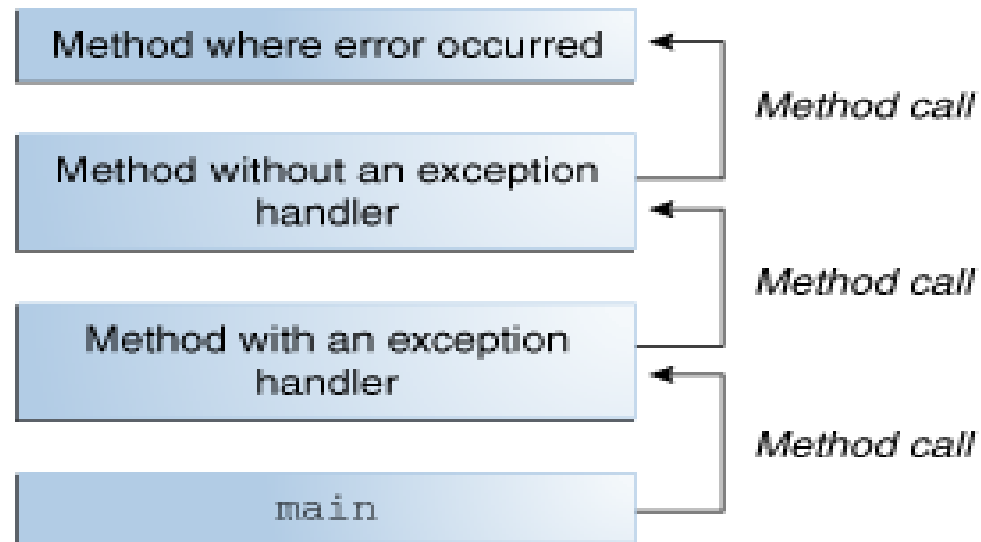 Method where error occurred
Method call
Method without an exception
handler
Method call
Method with an exception
handler
Method call
main